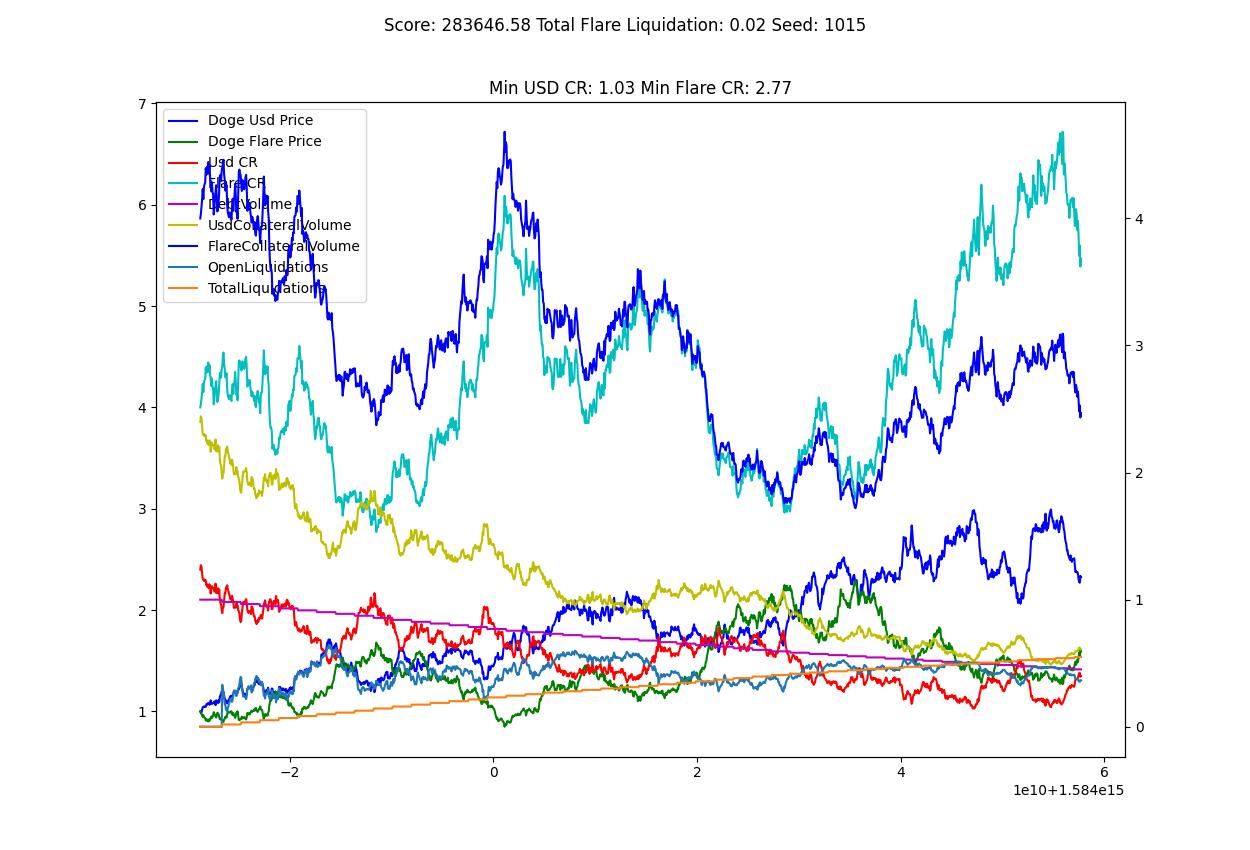 Score: 283646.58 Total Flare Liquidation: 0.02 Seed: 1015
Min USD CR: 1.03 Min Flare CR: 2.77
Doge Usd Price
Doge Flare Price
Usd CR
Flare CR
DebtVolume
UsdCollateralVolume
FlareCollateralVolume
OpenLiquidations
TotalLiquidations
7
6
5
4
3
2
1
4
3
2
1
0
−2
0
2
4
6
1e10+1.584e15